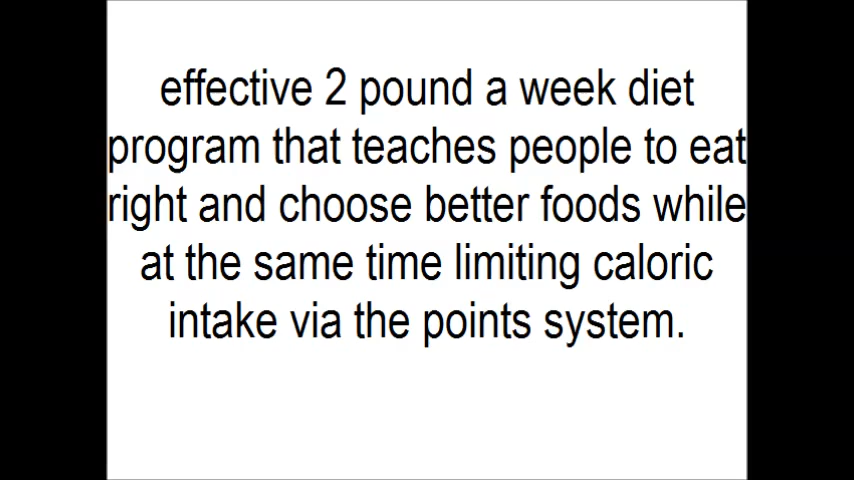 effective 2 pound a week diet
program that teaches people to eat
right and choose better foods while
at the same time limiting caloric
intake via the points system.